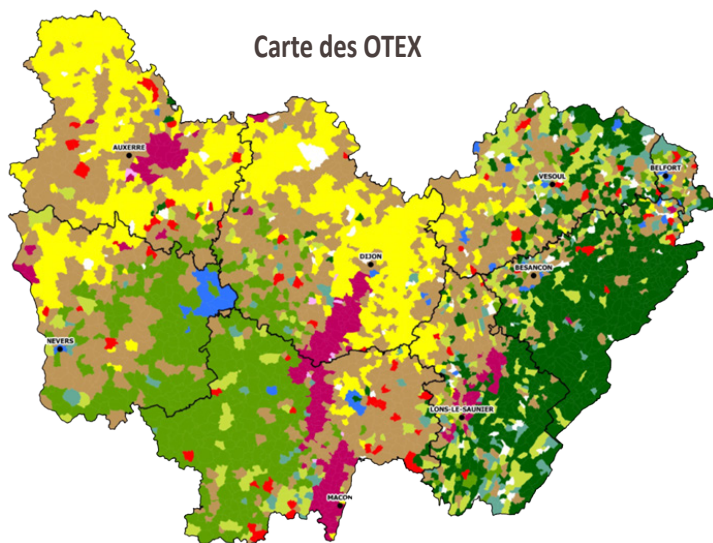 Carte des OTEX
AUXERRE
BELFORT
VESOUL
DIJON
BESANCON
NEVERS
LONS-LE-SAUNIER
MACON